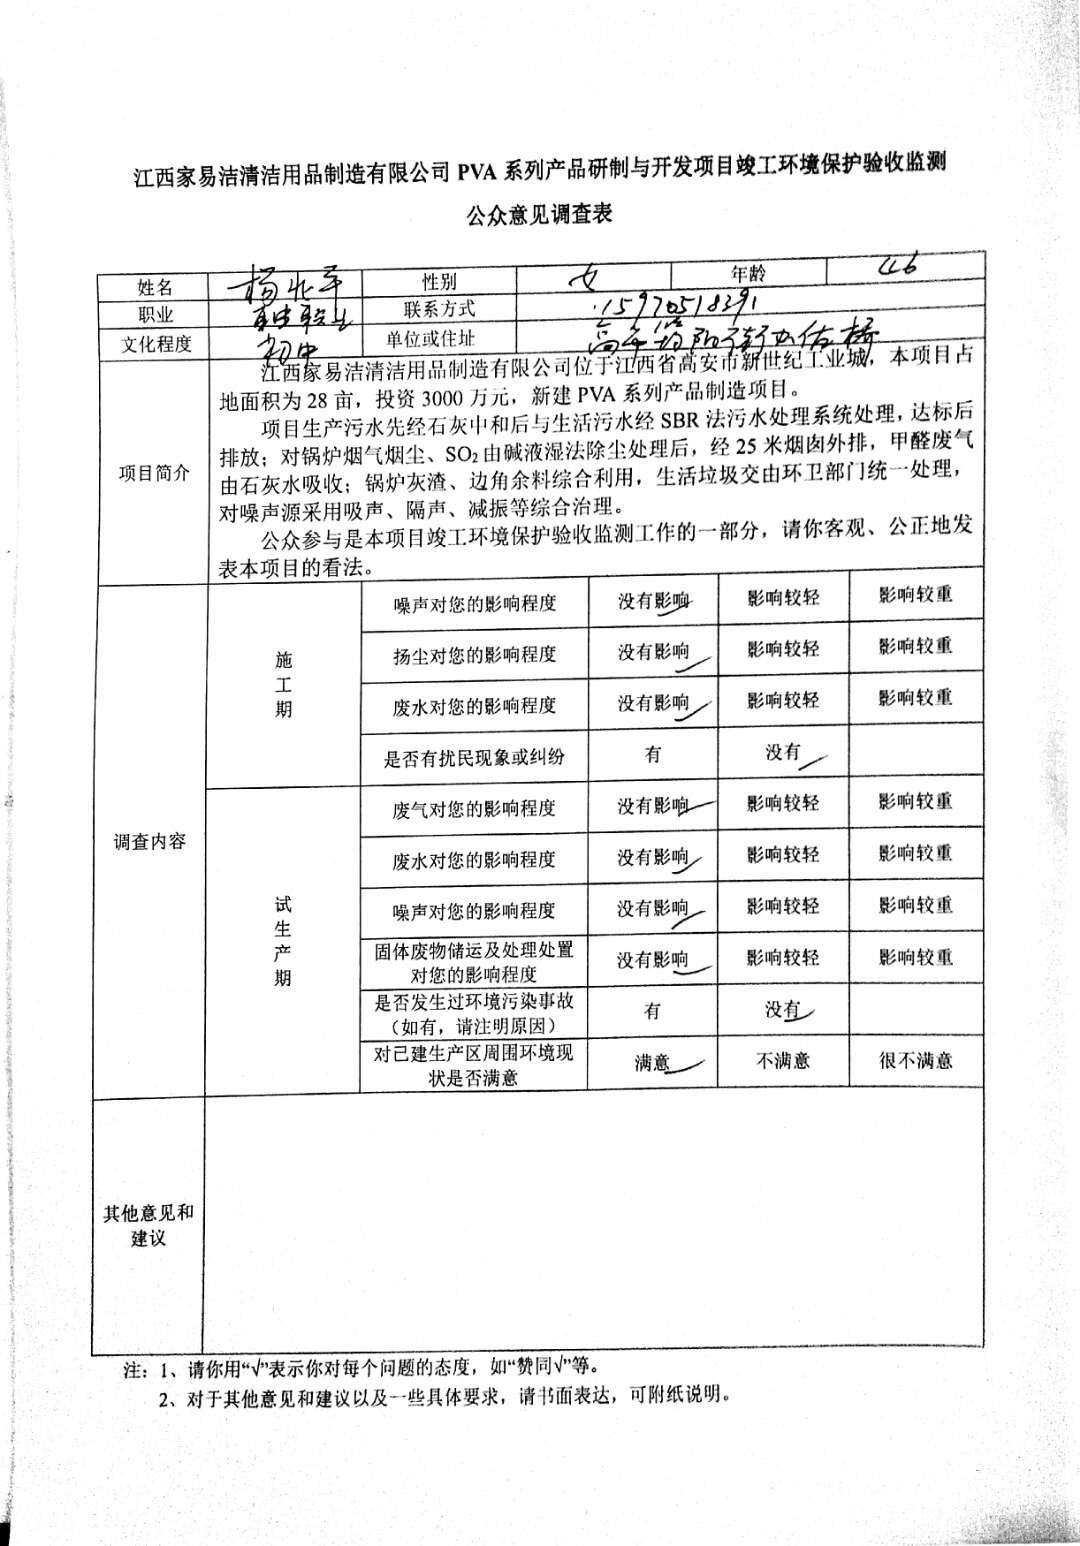 江西家易洁清洁用品制造有限公司 PVA 系列产品研制与开发项目竣工环境保护验收监测
公众意见调查表
姓名 杨 平 性别 女 年龄 46
职业 联系方式 15970518391
文化程度 初中 单位或住址 高安 筠阳街办佑桥
项目简介
江西家易洁清洁用品制造有限公司位于江西省高安市新世纪工业城，本项目占
地面积为 28 亩，投资 3000 万元，新建 PVA 系列产品制造项目。
项目生产污水先经石灰中和后与生活污水经 SBR 法污水处理系统处理，达标后
排放；对锅炉烟气烟尘、SO₂由碱液湿法除尘处理后，经 25 米烟囱外排，甲醛废气
由石灰水吸收；锅炉灰渣、边角余料综合利用，生活垃圾交由环卫部门统一处理，
对噪声源采用吸声、隔声、减振等综合治理。
公众参与是本项目竣工环境保护验收监测工作的一部分，请你客观、公正地发
表本项目的看法。
调查内容
施工期
噪声对您的影响程度 没有影响✓ 影响较轻 影响较重
扬尘对您的影响程度 没有影响✓ 影响较轻 影响较重
废水对您的影响程度 没有影响✓ 影响较轻 影响较重
是否有扰民现象或纠纷 有 没有✓
试生产期
废气对您的影响程度 没有影响✓ 影响较轻 影响较重
废水对您的影响程度 没有影响✓ 影响较轻 影响较重
噪声对您的影响程度 没有影响✓ 影响较轻 影响较重
固体废物储运及处理处置
对您的影响程度 没有影响✓ 影响较轻 影响较重
是否发生过环境污染事故
（如有，请注明原因） 有 没有✓
对已建生产区周围环境现
状是否满意 满意✓ 不满意 很不满意
其他意见和
建议
注：1、请你用“√”表示你对每个问题的态度，如“赞同√”等。
2、对于其他意见和建议以及一些具体要求，请书面表达，可附纸说明。